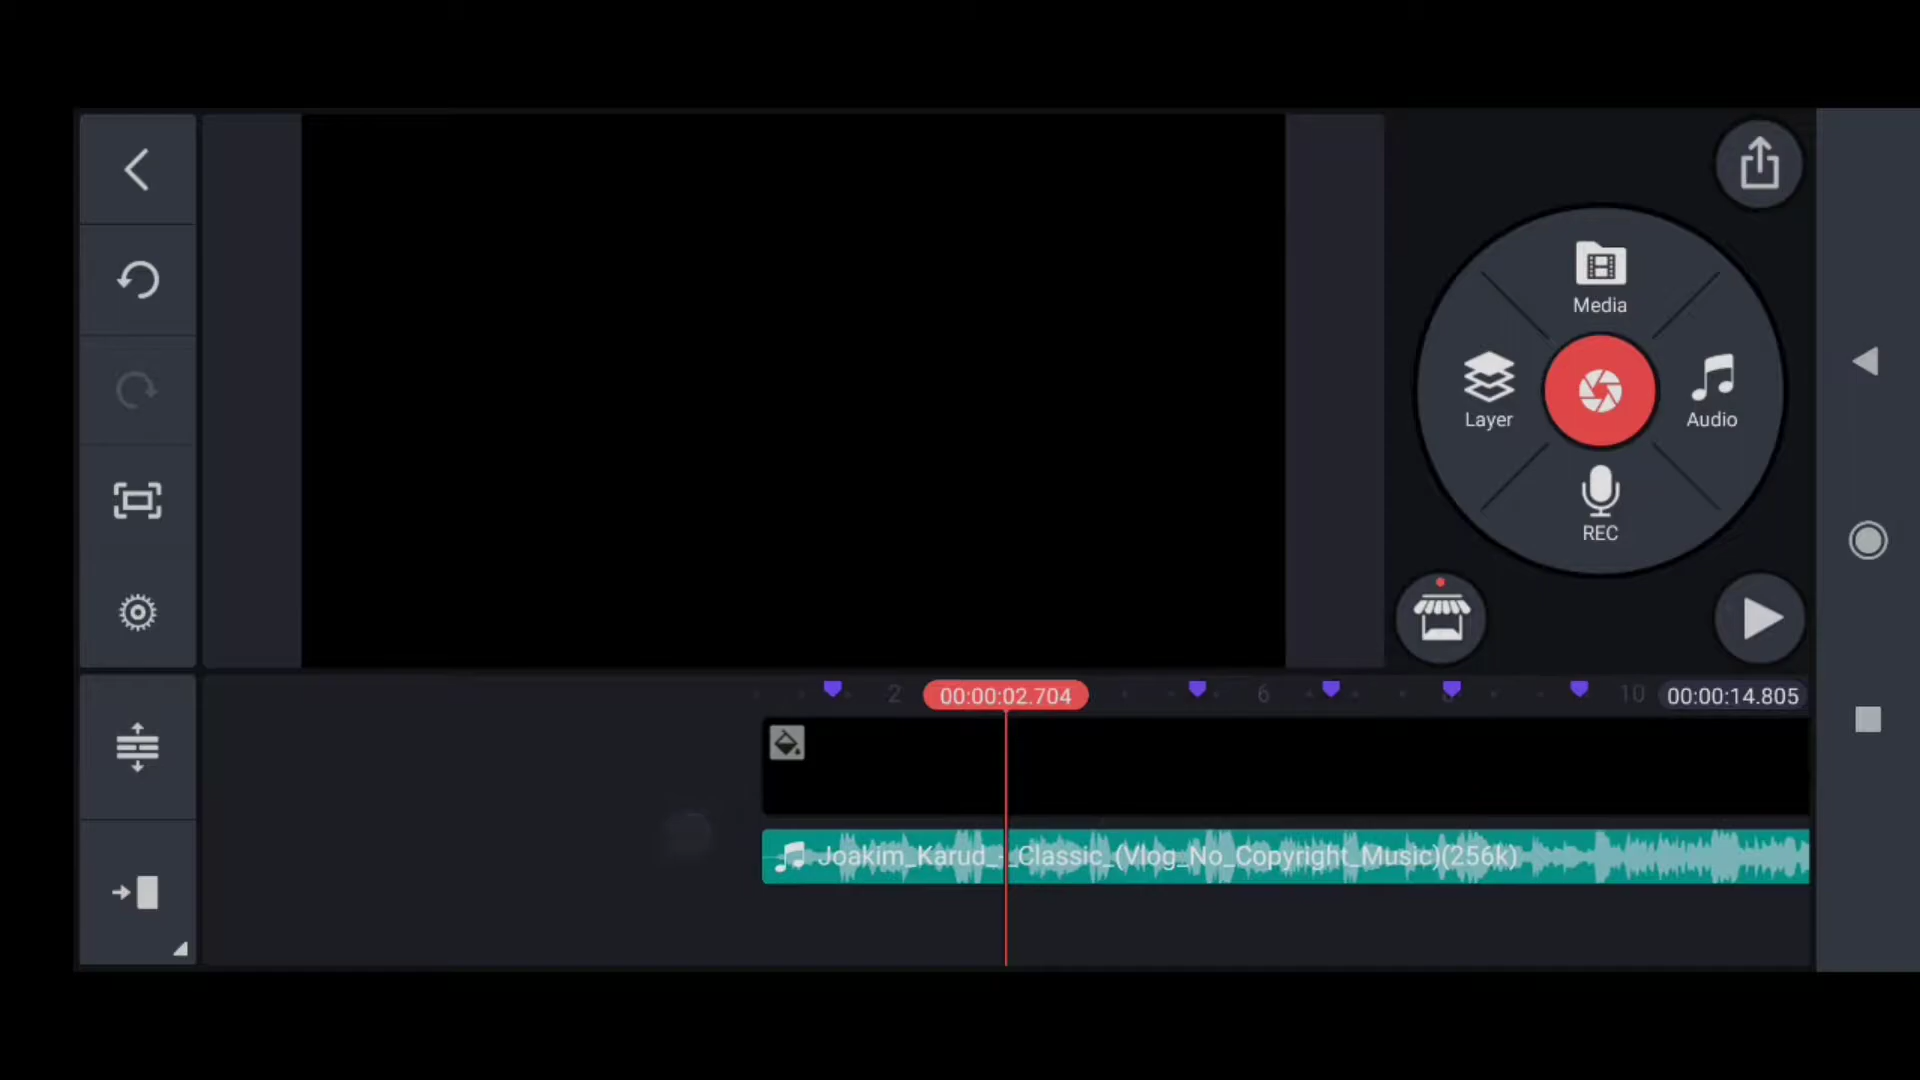 Media
Layer
Audio
REC
2
00:00:02.704
6
8
10
00:00:14.805
Joakim_Karud_-_Classic_(Vlog_No_Copyright_Music)(256k)